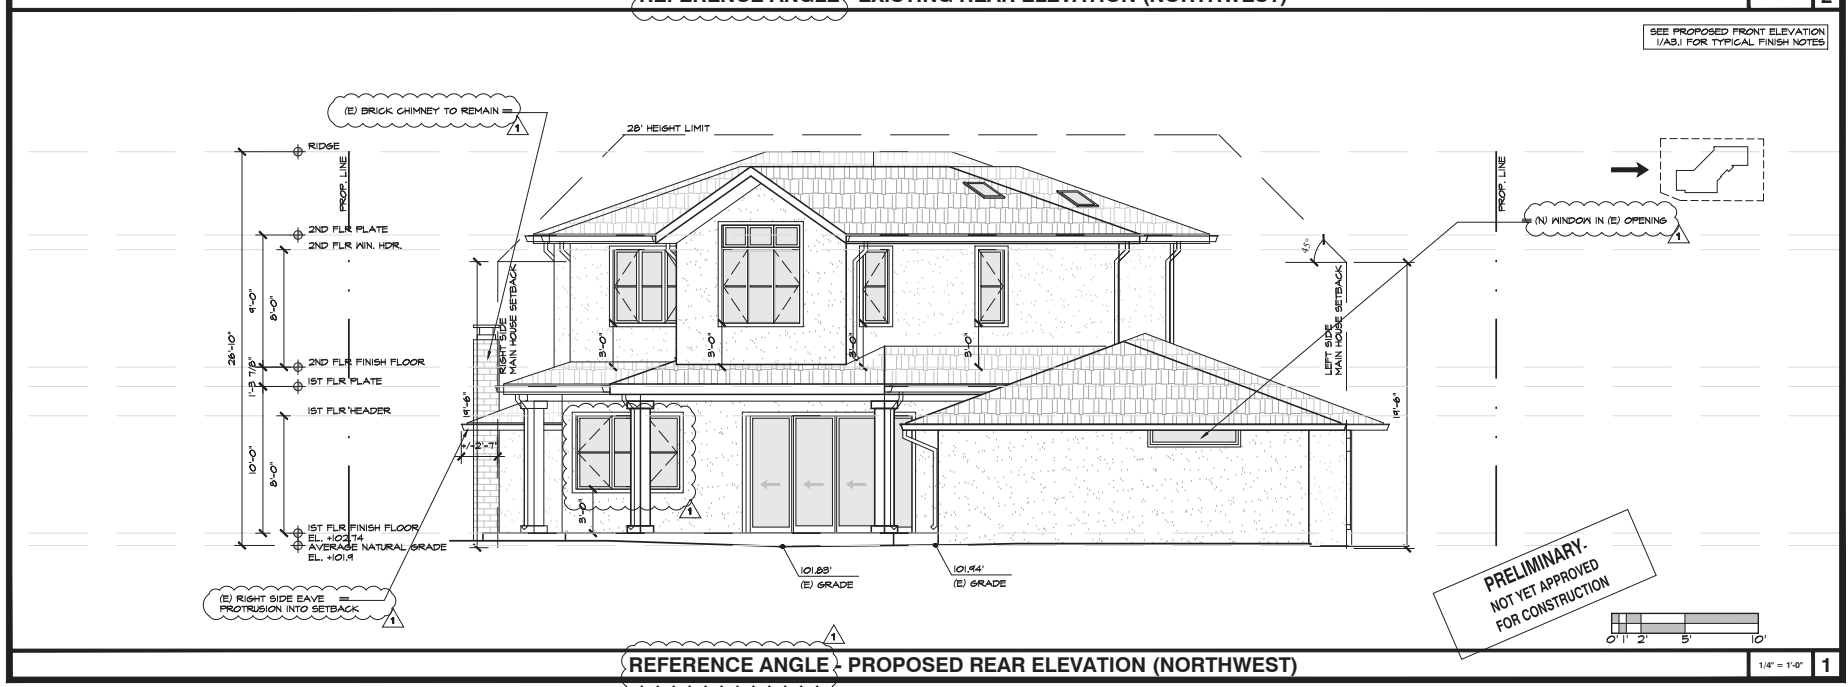 REFERENCE ANGLE - EXISTING REAR ELEVATION (NORTHWEST)
2
SEE PROPOSED FRONT ELEVATION
1/A3.1 FOR TYPICAL FINISH NOTES
(E) BRICK CHIMNEY TO REMAIN
1
28' HEIGHT LIMIT
RIDGE
PROP. LINE
PROP. LINE
2ND FLR PLATE
2ND FLR WIN. HDR.
(N) WINDOW IN (E) OPENING
1
45°
9'-0"
8'-0"
26'-10"
RIGHT SIDE
MAIN HOUSE SETBACK
LEFT SIDE
MAIN HOUSE SETBACK
3'-0"
3'-0"
3'-0"
3'-0"
2ND FLR FINISH FLOOR
1'-3 7/8"
1ST FLR PLATE
19'-6"
19'-6"
1ST FLR HEADER
+/-2'-7"
10'-0"
8'-0"
3'-0"
1
1ST FLR FINISH FLOOR
EL. +102.74
AVERAGE NATURAL GRADE
EL. +101.9
101.83'
(E) GRADE
101.94'
(E) GRADE
(E) RIGHT SIDE EAVE
PROTRUSION INTO SETBACK
1
PRELIMINARY-
NOT YET APPROVED
FOR CONSTRUCTION
0' 1' 2' 5' 10'
1
REFERENCE ANGLE - PROPOSED REAR ELEVATION (NORTHWEST)
1/4" = 1'-0"
1